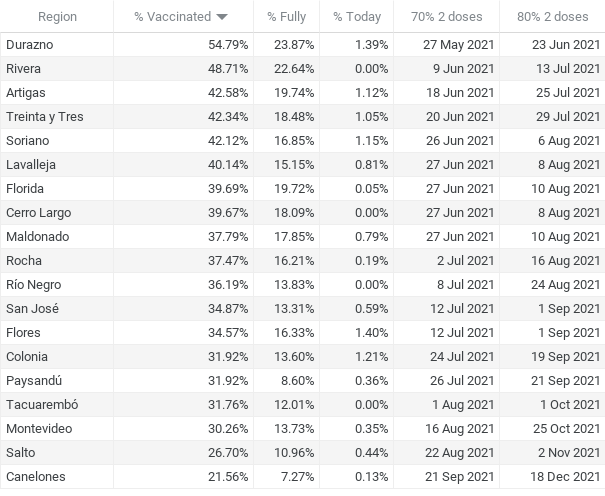 Region % Vaccinated % Fully % Today 70% 2 doses 80% 2 doses
Durazno 54.79% 23.87% 1.39% 27 May 2021 23 Jun 2021
Rivera 48.71% 22.64% 0.00% 9 Jun 2021 13 Jul 2021
Artigas 42.58% 19.74% 1.12% 18 Jun 2021 25 Jul 2021
Treinta y Tres 42.34% 18.48% 1.05% 20 Jun 2021 29 Jul 2021
Soriano 42.12% 16.85% 1.15% 26 Jun 2021 6 Aug 2021
Lavalleja 40.14% 15.15% 0.81% 27 Jun 2021 8 Aug 2021
Florida 39.69% 19.72% 0.05% 27 Jun 2021 10 Aug 2021
Cerro Largo 39.67% 18.09% 0.00% 27 Jun 2021 8 Aug 2021
Maldonado 37.79% 17.85% 0.79% 27 Jun 2021 10 Aug 2021
Rocha 37.47% 16.21% 0.19% 2 Jul 2021 16 Aug 2021
Río Negro 36.19% 13.83% 0.00% 8 Jul 2021 24 Aug 2021
San José 34.87% 13.31% 0.59% 12 Jul 2021 1 Sep 2021
Flores 34.57% 16.33% 1.40% 12 Jul 2021 1 Sep 2021
Colonia 31.92% 13.60% 1.21% 24 Jul 2021 19 Sep 2021
Paysandú 31.92% 8.60% 0.36% 26 Jul 2021 21 Sep 2021
Tacuarembó 31.76% 12.01% 0.00% 1 Aug 2021 1 Oct 2021
Montevideo 30.26% 13.73% 0.35% 16 Aug 2021 25 Oct 2021
Salto 26.70% 10.96% 0.44% 22 Aug 2021 2 Nov 2021
Canelones 21.56% 7.27% 0.13% 21 Sep 2021 18 Dec 2021